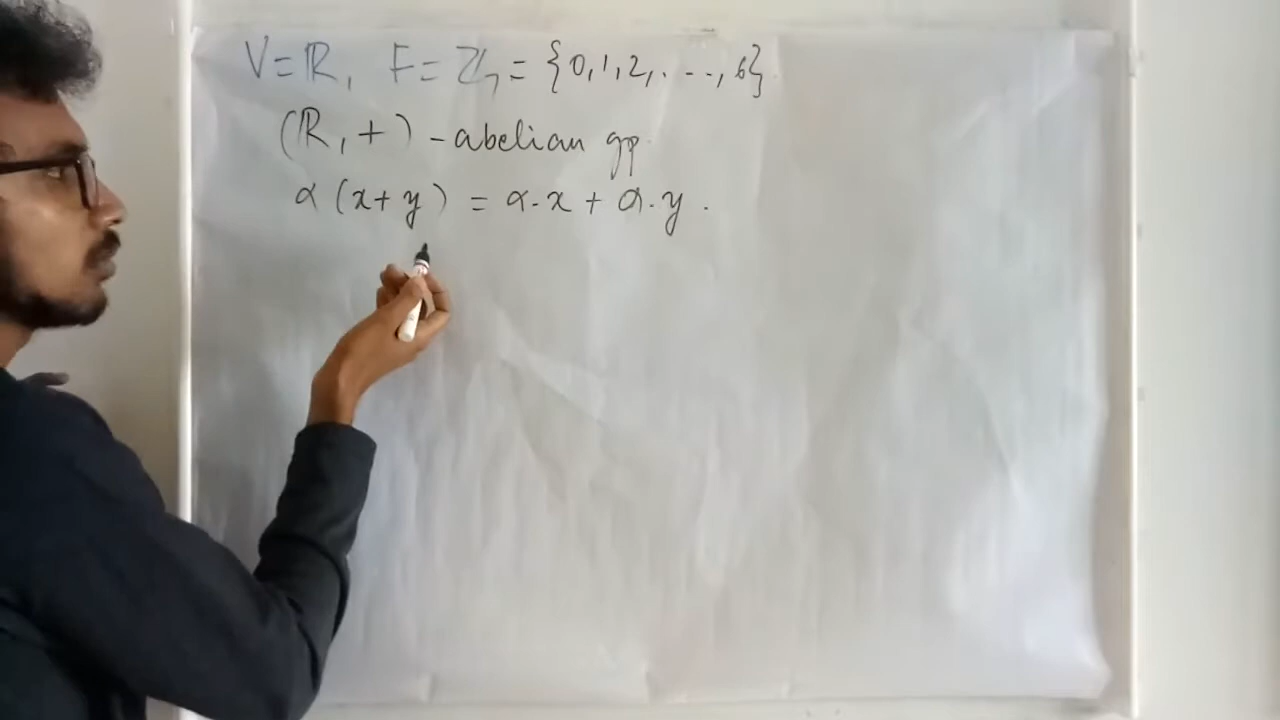 V = ℝ, F = ℤ₇ = {0, 1, 2, ..., 6}
(ℝ, +) - abelian gp.
α (x + y) = α · x + α · y .